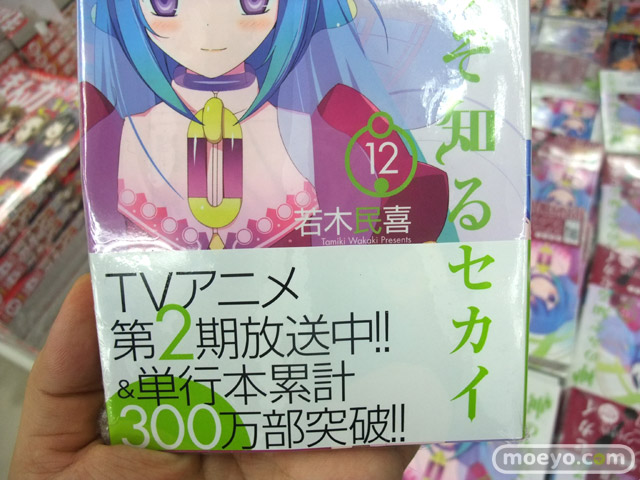 そ知るセカイ
12
若木民喜
Tamiki Wakaki Presents
TVアニメ
第2期放送中!!
&単行本累計
300万部突破!!
moeyo.com